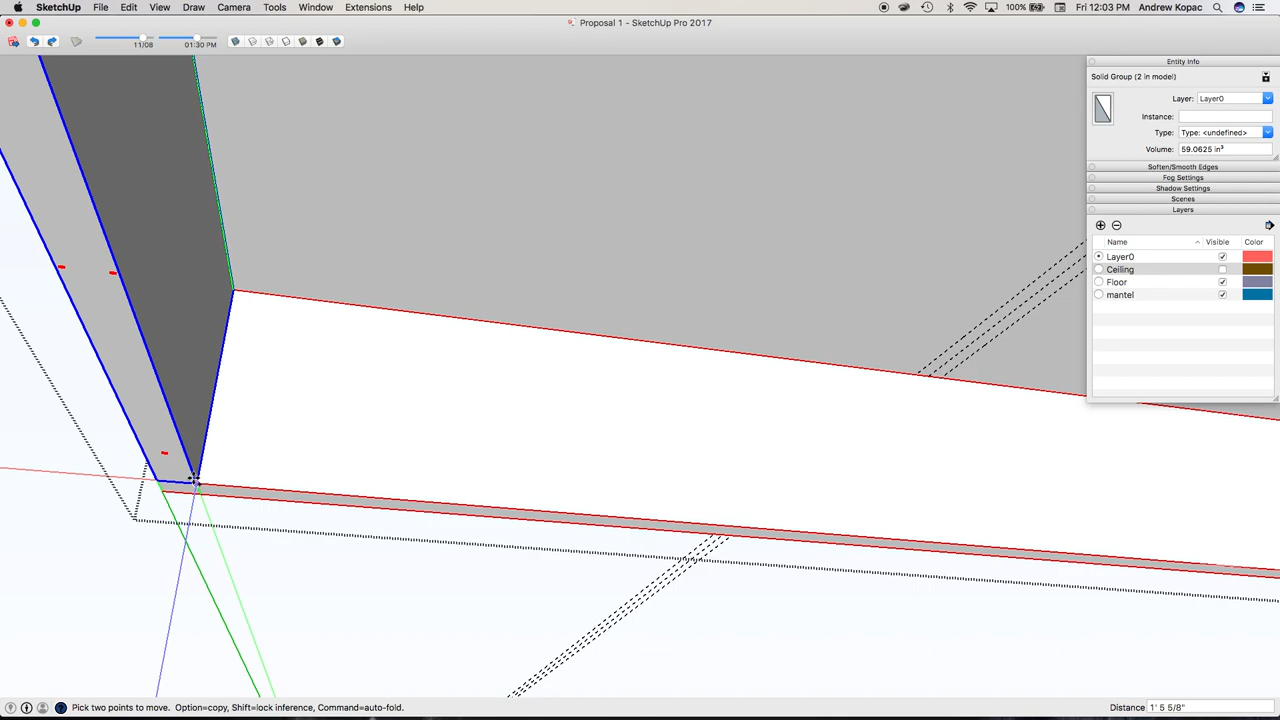 SketchUp File Edit View Draw Camera Tools Window Extensions Help 100% Fri 12:03 PM Andrew Kopac
Proposal 1 - SketchUp Pro 2017
11/08 01:30 PM
Entity Info
Solid Group (2 in model)
Layer: Layer0
Instance:
Type: Type: <undefined>
Volume: 59.0625 in³
Soften/Smooth Edges
Fog Settings
Shadow Settings
Scenes
Layers
Name Visible Color
Layer0
Ceiling
Floor
mantel
Pick two points to move. Option=copy, Shift=lock inference, Command=auto-fold. Distance 1' 5 5/8"